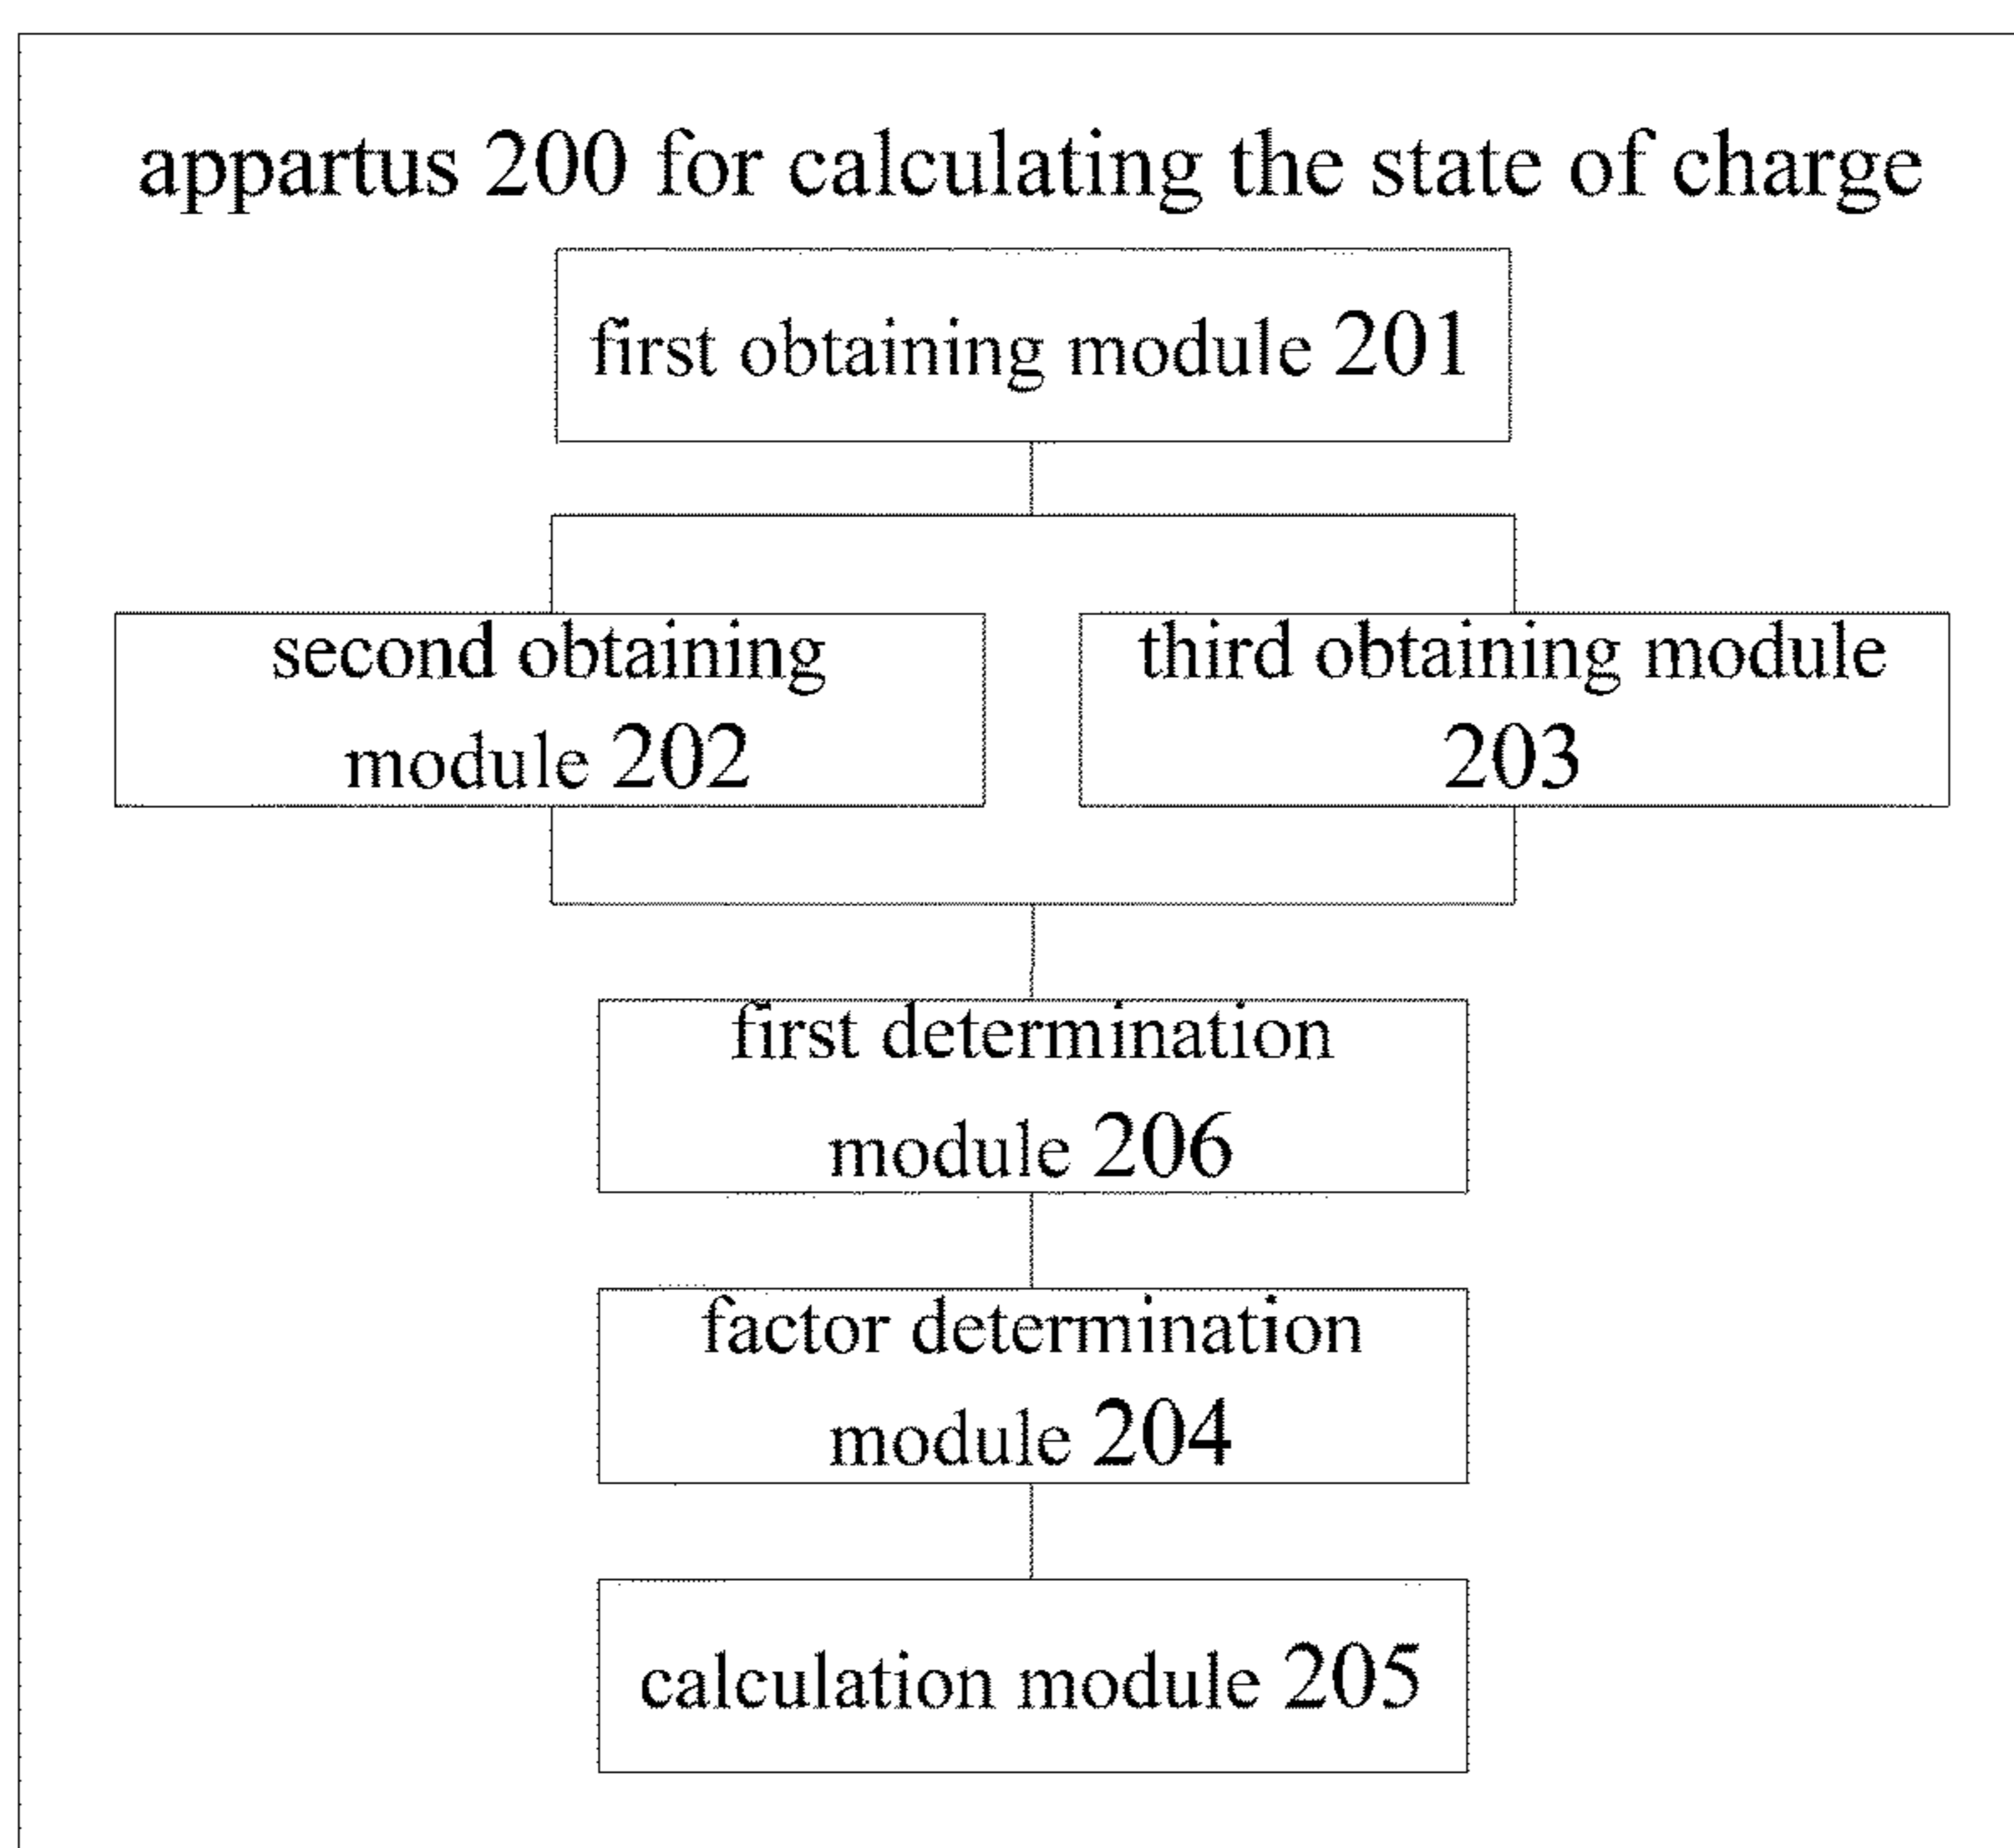 appartus 200 for calculating the state of charge
first obtaining module 201
second obtaining
module 202
third obtaining module
203
first determination
module 206
factor determination
module 204
calculation module 205